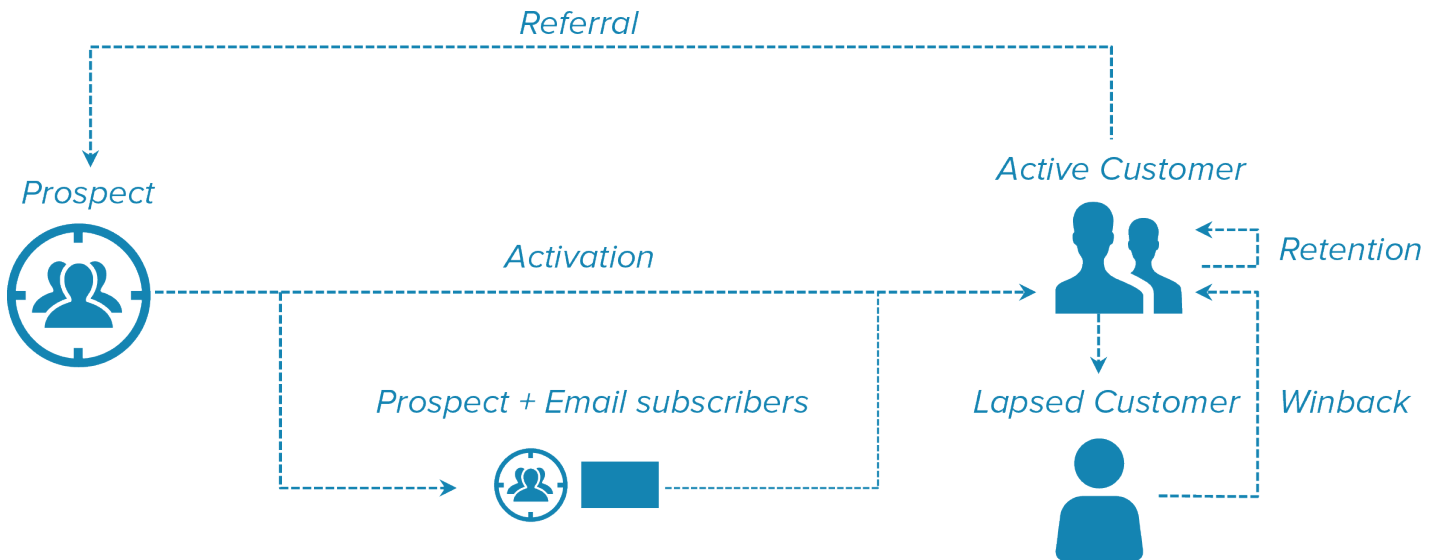 Referral
Prospect
Active Customer
Activation
Retention
Prospect + Email subscribers
Lapsed Customer
Winback